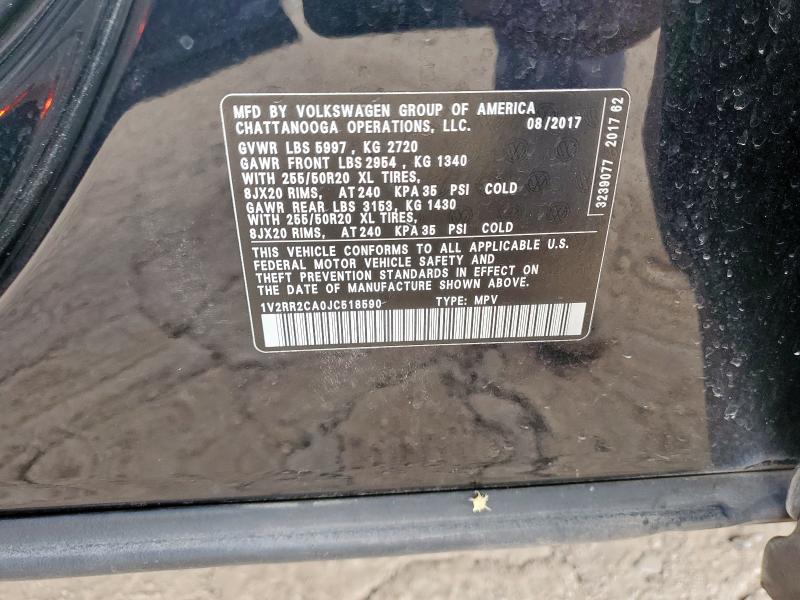 MFD BY VOLKSWAGEN GROUP OF AMERICA
CHATTANOOGA OPERATIONS, LLC. 08/2017
GVWR LBS 5997 , KG 2720
GAWR FRONT LBS 2954 , KG 1340
WITH 255/50R20 XL TIRES,
8JX20 RIMS, AT 240 KPA 35 PSI COLD
GAWR REAR LBS 3153, KG 1430
WITH 255/50R20 XL TIRES,
8JX20 RIMS, AT 240 KPA 35 PSI COLD
THIS VEHICLE CONFORMS TO ALL APPLICABLE U.S.
FEDERAL MOTOR VEHICLE SAFETY AND
THEFT PREVENTION STANDARDS IN EFFECT ON
THE DATE OF MANUFACTURE SHOWN ABOVE.
1V2RR2CA0JC518590 TYPE: MPV
3239077 2017 62